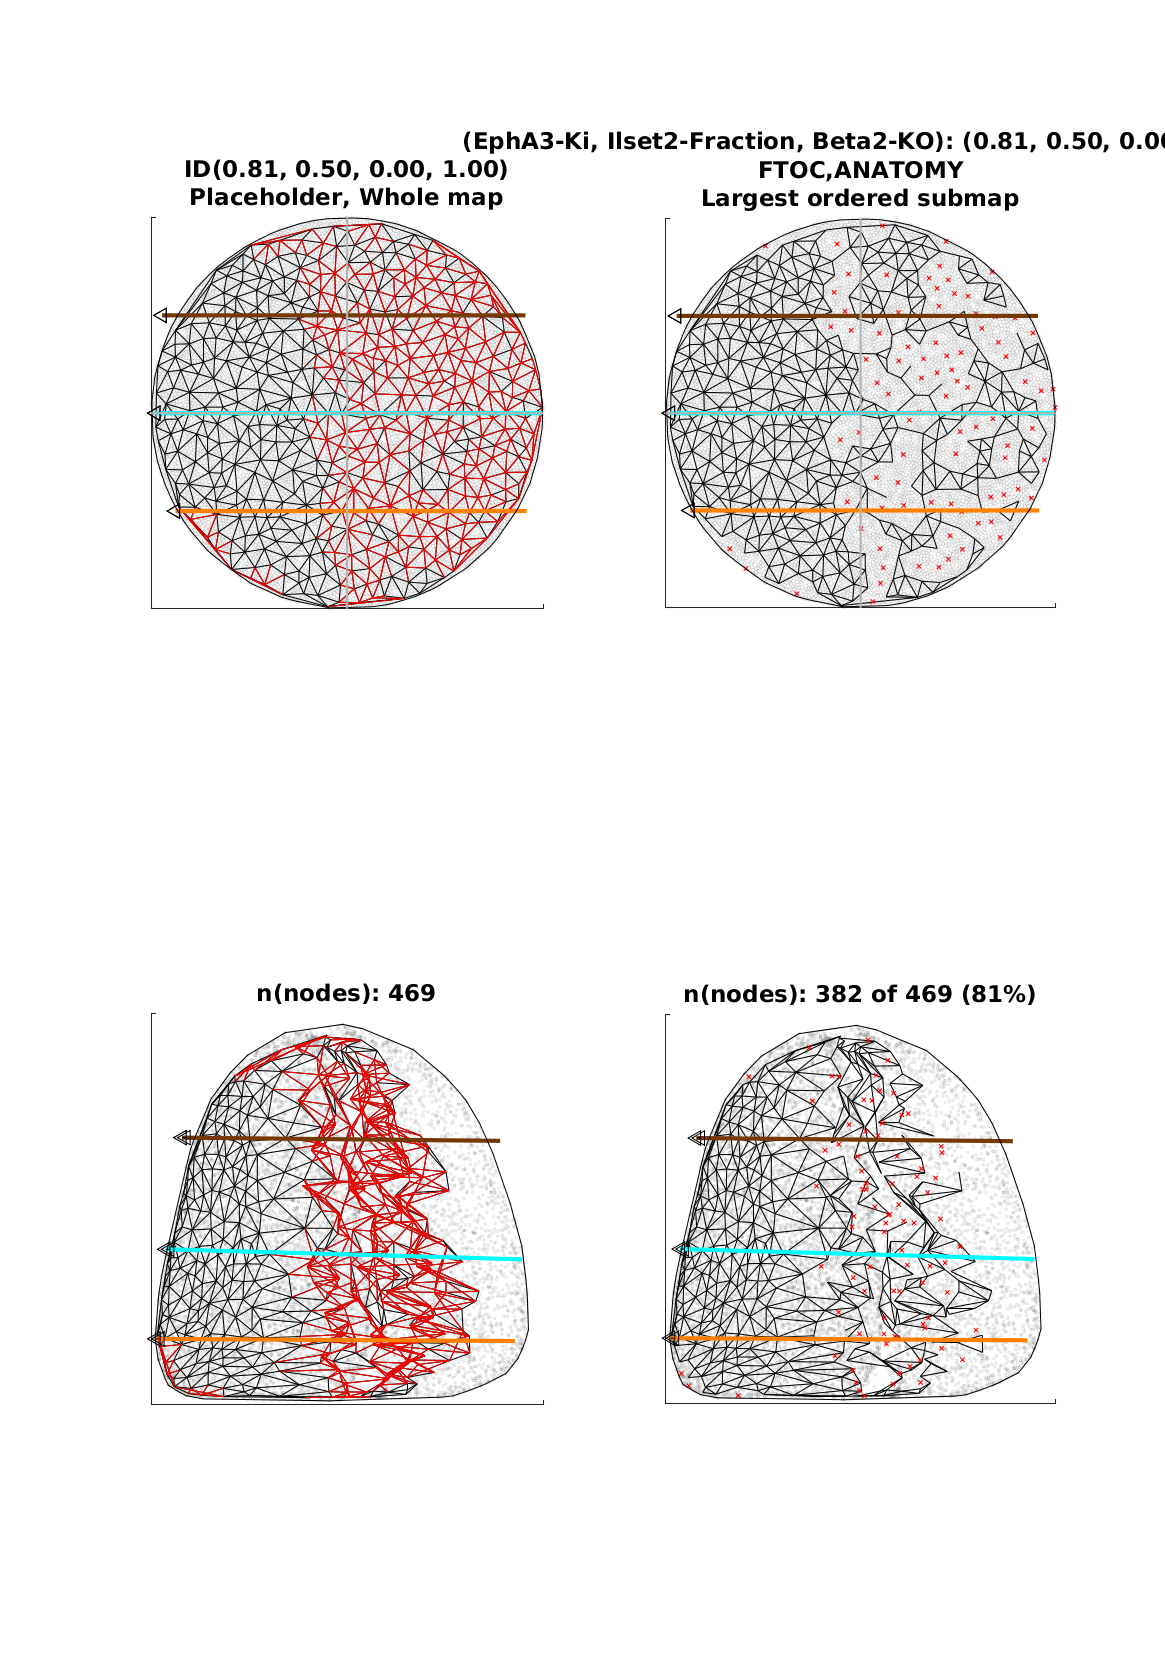 (EphA3-Ki, Ilset2-Fraction, Beta2-KO): (0.81, 0.50, 0.00
ID(0.81, 0.50, 0.00, 1.00)
Placeholder, Whole map
FTOC,ANATOMY
Largest ordered submap
n(nodes): 469
n(nodes): 382 of 469 (81%)